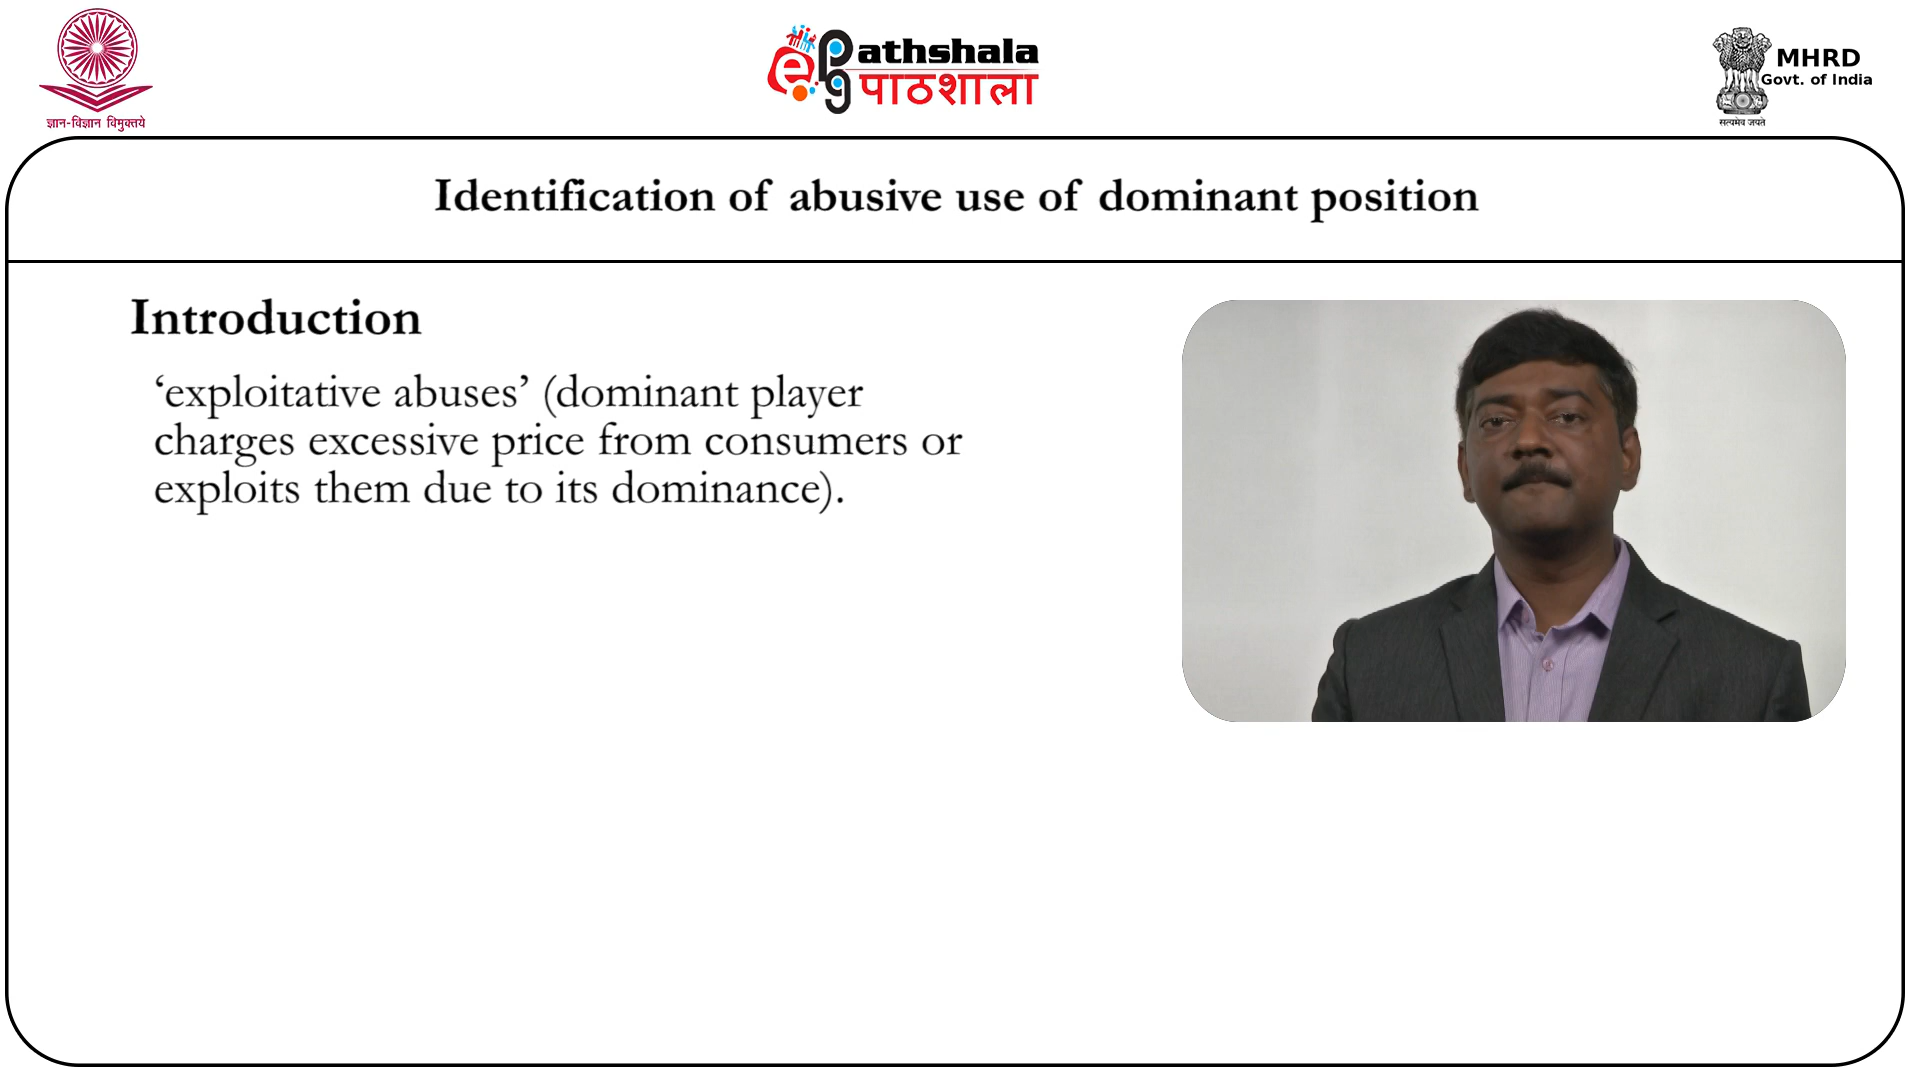 ज्ञान-विज्ञान विमुक्तये
ePgathshala
पाठशाला
MHRD
Govt. of India
सत्यमेव जयते
Identification of abusive use of dominant position
Introduction
‘exploitative abuses’ (dominant player
charges excessive price from consumers or
exploits them due to its dominance).